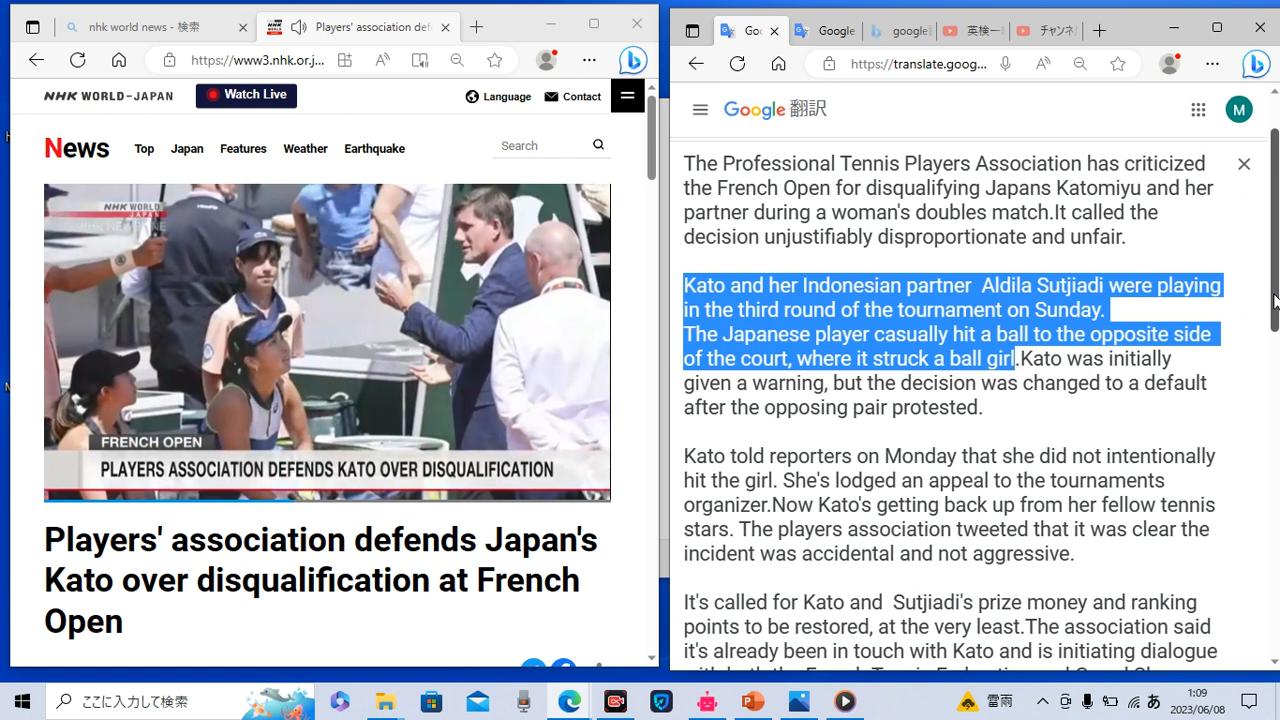 nhk world news - 検索
Players' association def
https://www3.nhk.or.j...
NHK WORLD-JAPAN
Watch Live
Language
Contact
News
Top
Japan
Features
Weather
Earthquake
Search
NHK WORLD
JAPAN
NHK NEWSLINE
FRENCH OPEN
PLAYERS ASSOCIATION DEFENDS KATO OVER DISQUALIFICATION
Players' association defends Japan's
Kato over disqualification at French
Open
Goo
Google
google
英検一
チャンネ
https://translate.goog...
Google 翻訳
M
The Professional Tennis Players Association has criticized
the French Open for disqualifying Japans Katomiyu and her
partner during a woman's doubles match.It called the
decision unjustifiably disproportionate and unfair.
Kato and her Indonesian partner  Aldila Sutjiadi were playing
in the third round of the tournament on Sunday.
The Japanese player casually hit a ball to the opposite side
of the court, where it struck a ball girl.Kato was initially
given a warning, but the decision was changed to a default
after the opposing pair protested.
Kato told reporters on Monday that she did not intentionally
hit the girl. She's lodged an appeal to the tournaments
organizer.Now Kato's getting back up from her fellow tennis
stars. The players association tweeted that it was clear the
incident was accidental and not aggressive.
It's called for Kato and  Sutjiadi's prize money and ranking
points to be restored, at the very least.The association said
it's already been in touch with Kato and is initiating dialogue
ここに入力して検索
雷雨
あ
1:09
2023/06/08